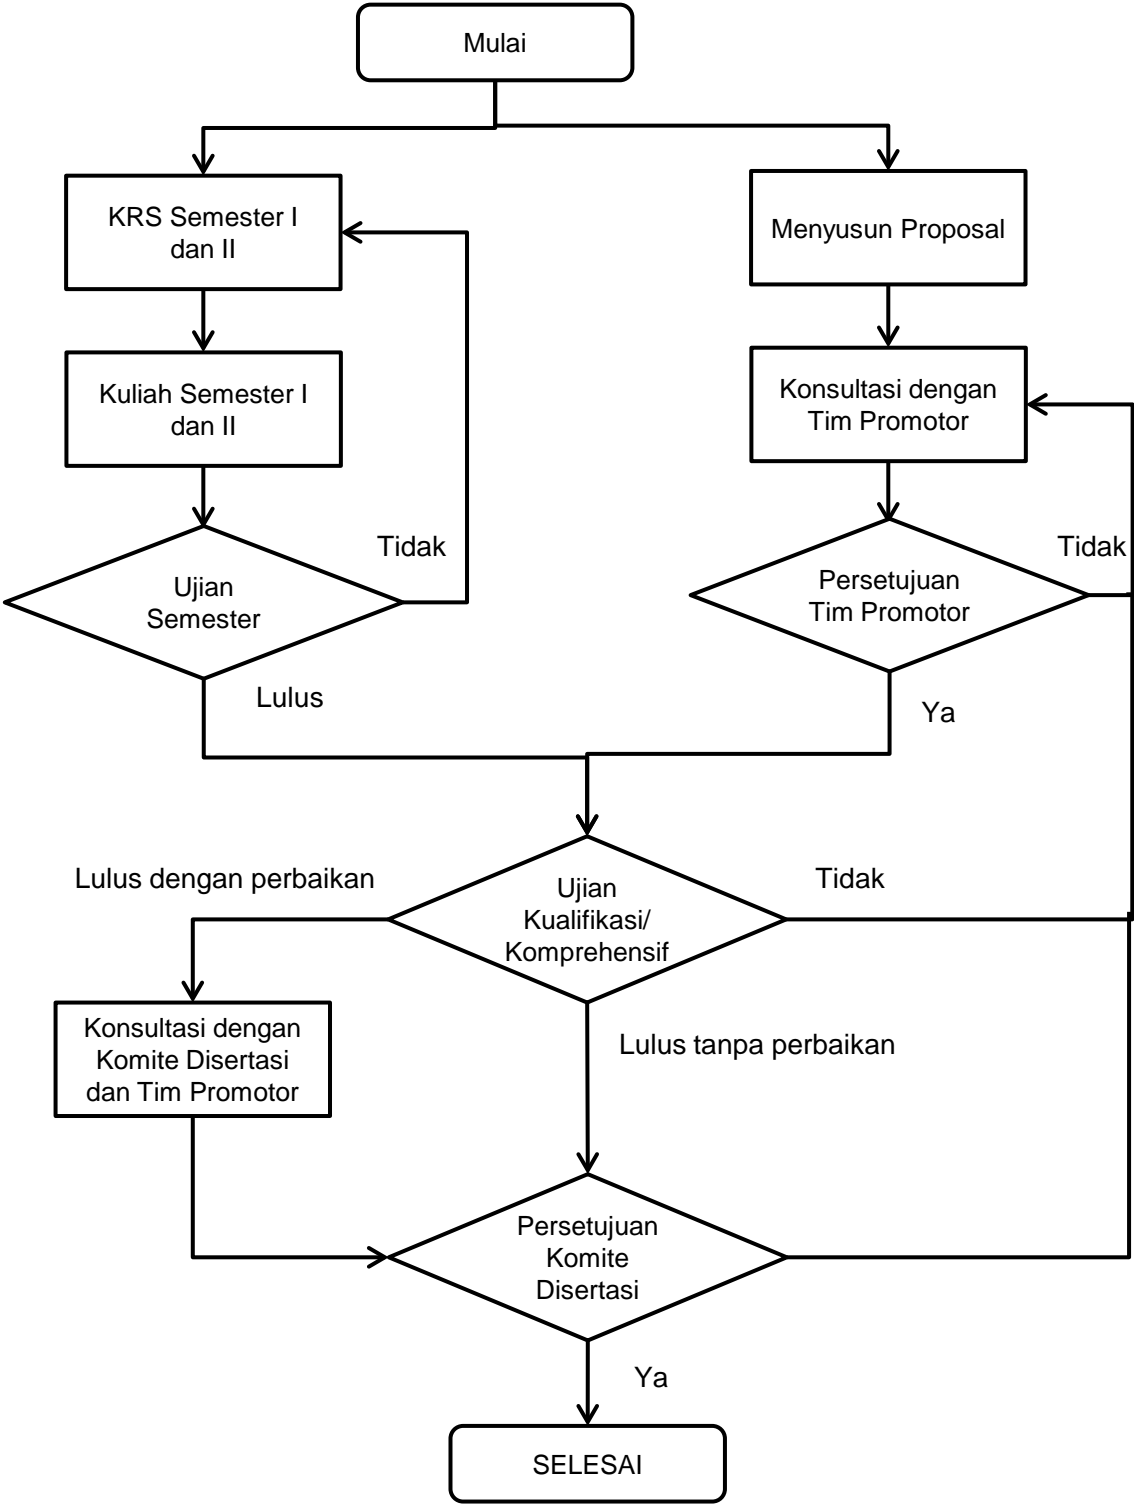 Mulai
KRS Semester I
dan II
Menyusun Proposal
Kuliah Semester I
dan II
Konsultasi dengan
Tim Promotor
Tidak
Ujian
Semester
Tidak
Persetujuan
Tim Promotor
Lulus
Ya
Lulus dengan perbaikan
Ujian
Kualifikasi/
Komprehensif
Tidak
Konsultasi dengan
Komite Disertasi
dan Tim Promotor
Lulus tanpa perbaikan
Persetujuan
Komite
Disertasi
Ya
SELESAI